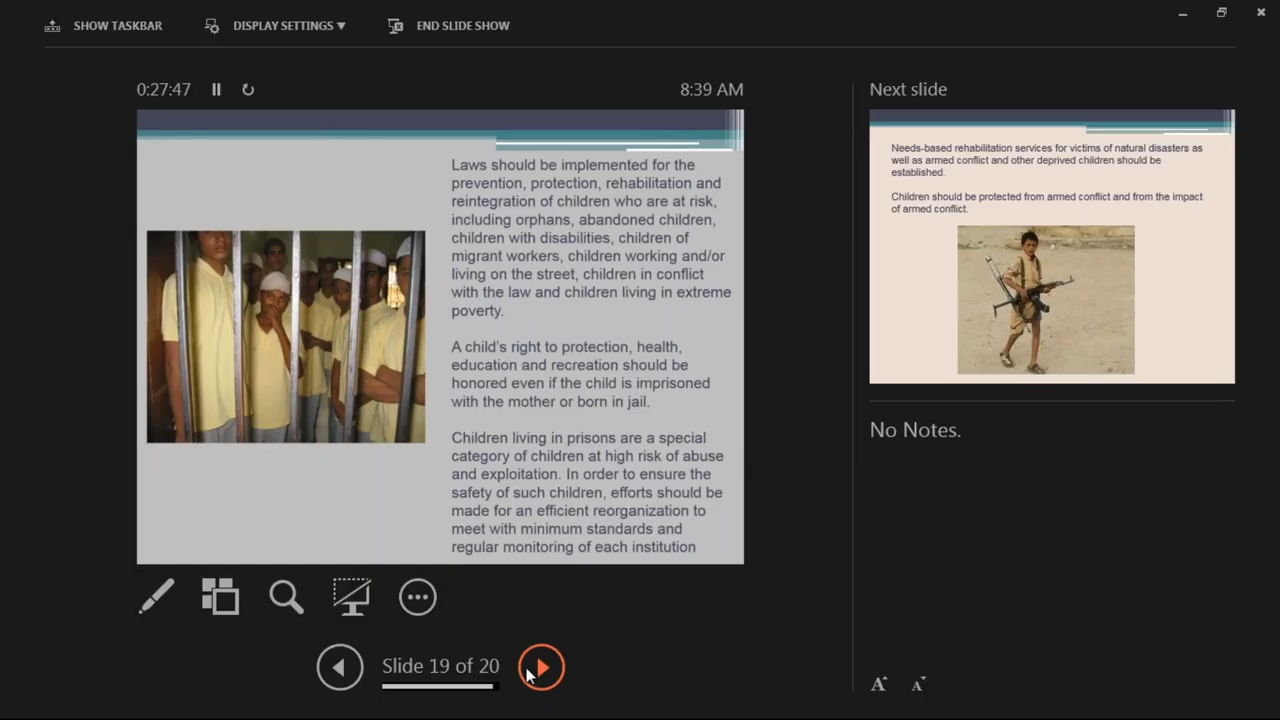 SHOW TASKBAR
DISPLAY SETTINGS
END SLIDE SHOW
0:27:47
8:39 AM
Laws should be implemented for the
prevention, protection, rehabilitation and
reintegration of children who are at risk,
including orphans, abandoned children,
children with disabilities, children of
migrant workers, children working and/or
living on the street, children in conflict
with the law and children living in extreme
poverty.
A child's right to protection, health,
education and recreation should be
honored even if the child is imprisoned
with the mother or born in jail.
Children living in prisons are a special
category of children at high risk of abuse
and exploitation. In order to ensure the
safety of such children, efforts should be
made for an efficient reorganization to
meet with minimum standards and
regular monitoring of each institution
Slide 19 of 20
Next slide
Needs-based rehabilitation services for victims of natural disasters as
well as armed conflict and other deprived children should be
established.
Children should be protected from armed conflict and from the impact
of armed conflict.
No Notes.
A A